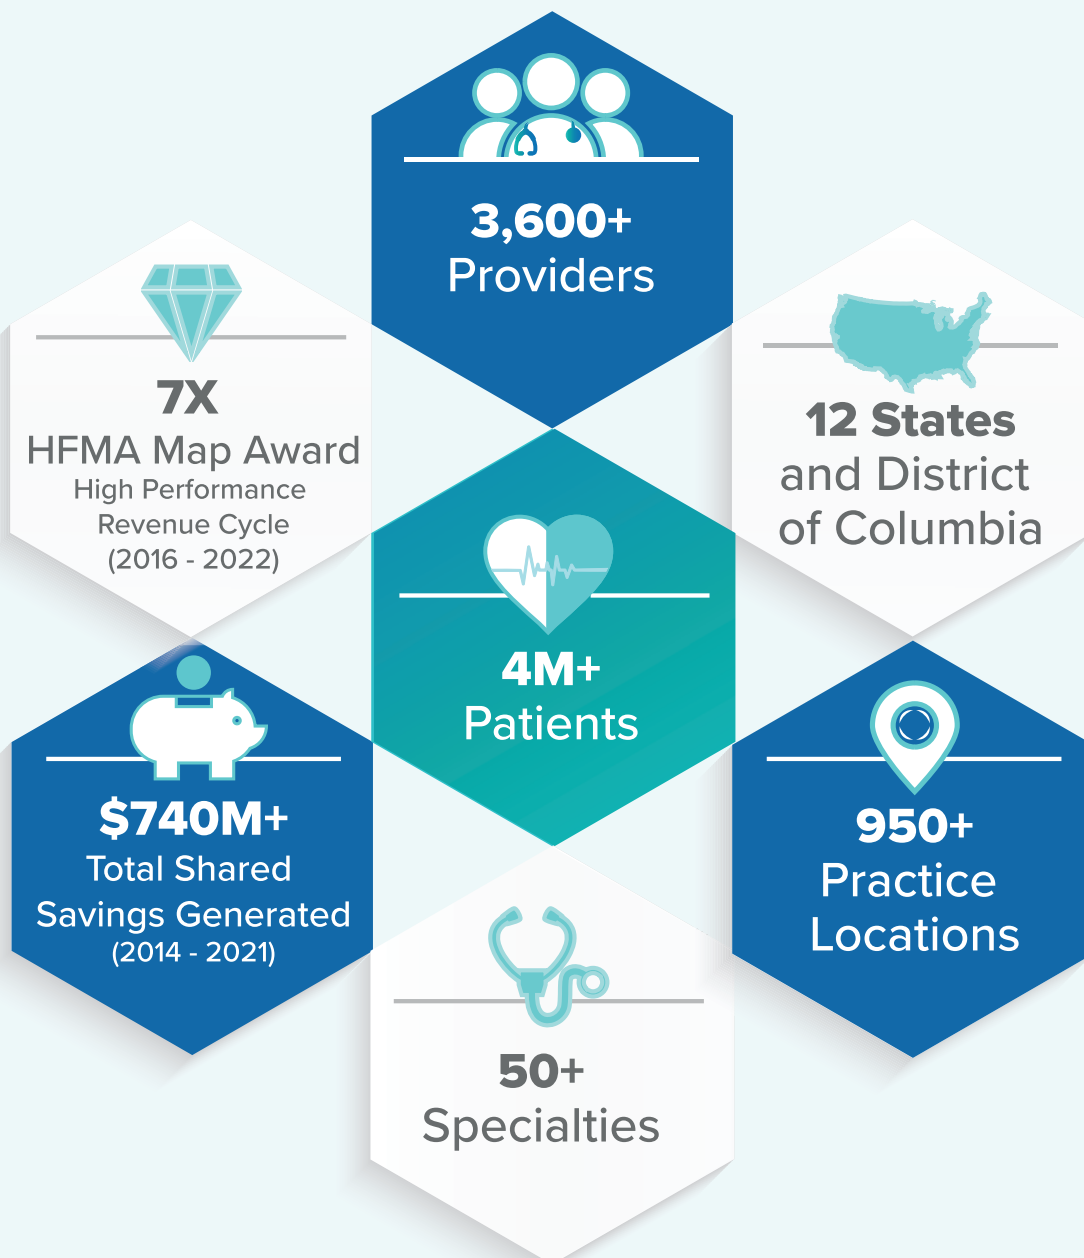 3,600+
Providers
7X
HFMA Map Award
High Performance
Revenue Cycle
(2016 - 2022)
12 States
and District
of Columbia
4M+
Patients
$740M+
Total Shared
Savings Generated
(2014 - 2021)
950+
Practice
Locations
50+
Specialties